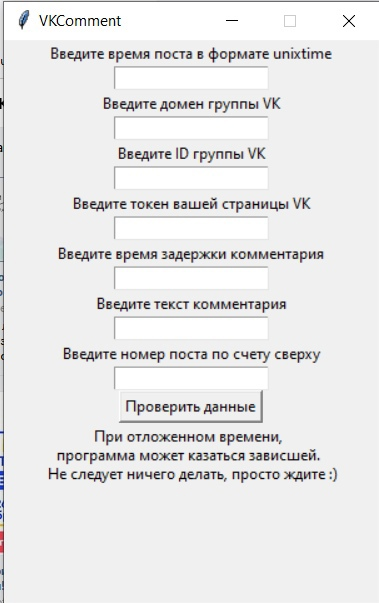 VKComment
Введите время поста в формате unixtime
Введите домен группы VK
Введите ID группы VK
Введите токен вашей страницы VK
Введите время задержки комментария
Введите текст комментария
Введите номер поста по счету сверху
Проверить данные
При отложенном времени,
программа может казаться зависшей.
Не следует ничего делать, просто ждите :)